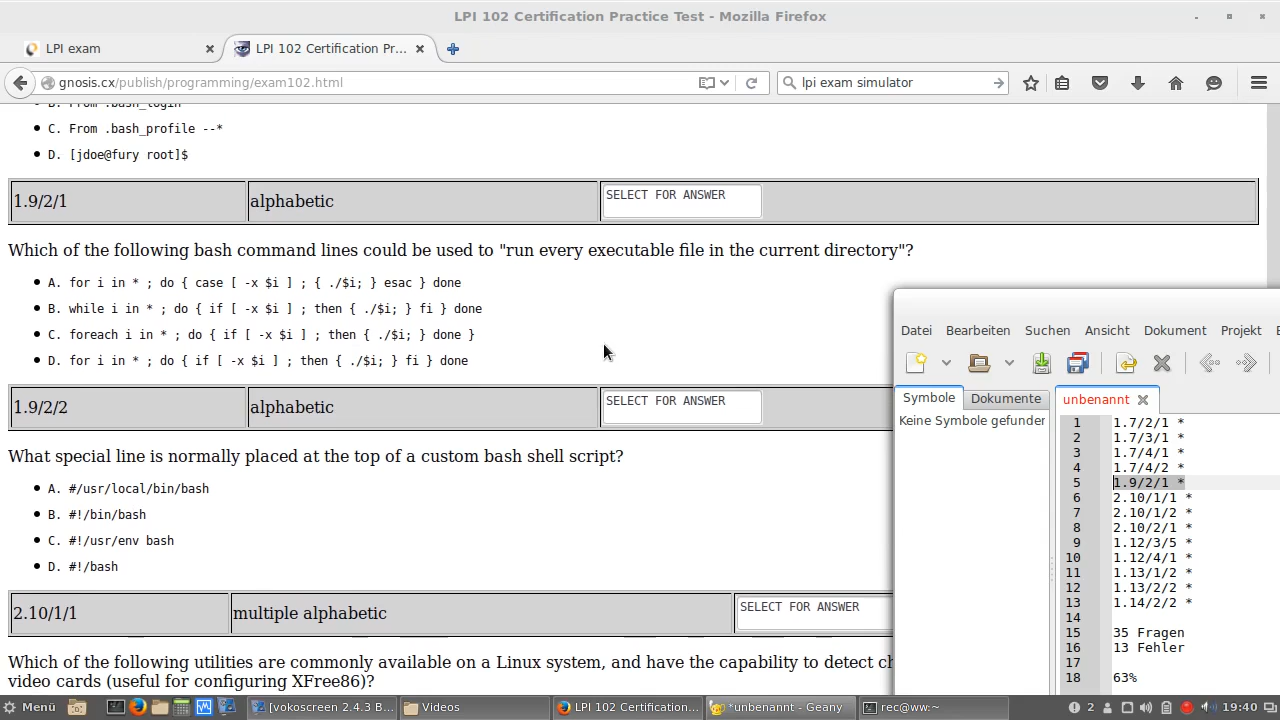 LPI 102 Certification Practice Test - Mozilla Firefox
LPI exam
LPI 102 Certification Pr...
gnosis.cx/publish/programming/exam102.html
lpi exam simulator
B. From .bash_login
C. From .bash_profile --*
D. [jdoe@fury root]$
1.9/2/1 alphabetic SELECT FOR ANSWER
Which of the following bash command lines could be used to "run every executable file in the current directory"?
A. for i in * ; do { case [ -x $i ] ; { ./$i; } esac } done
B. while i in * ; do { if [ -x $i ] ; then { ./$i; } fi } done
C. foreach i in * ; do { if [ -x $i ] ; then { ./$i; } done }
D. for i in * ; do { if [ -x $i ] ; then { ./$i; } fi } done
1.9/2/2 alphabetic SELECT FOR ANSWER
What special line is normally placed at the top of a custom bash shell script?
A. #/usr/local/bin/bash
B. #!/bin/bash
C. #!/usr/env bash
D. #!/bash
2.10/1/1 multiple alphabetic SELECT FOR ANSWER
Which of the following utilities are commonly available on a Linux system, and have the capability to detect
video cards (useful for configuring XFree86)?
Datei Bearbeiten Suchen Ansicht Dokument Projekt
Symbole Dokumente
Keine Symbole gefunden
unbenannt
1 1.7/2/1 *
2 1.7/3/1 *
3 1.7/4/1 *
4 1.7/4/2 *
5 1.9/2/1 *
6 2.10/1/1 *
7 2.10/1/2 *
8 2.10/2/1 *
9 1.12/3/5 *
10 1.12/4/1 *
11 1.13/1/2 *
12 1.13/2/2 *
13 1.14/2/2 *
14
15 35 Fragen
16 13 Fehler
17
18 63%
Menü
[vokoscreen 2.4.3 B...
Videos
LPI 102 Certification...
*unbenannt - Geany
rec@ww:~
2
19:40